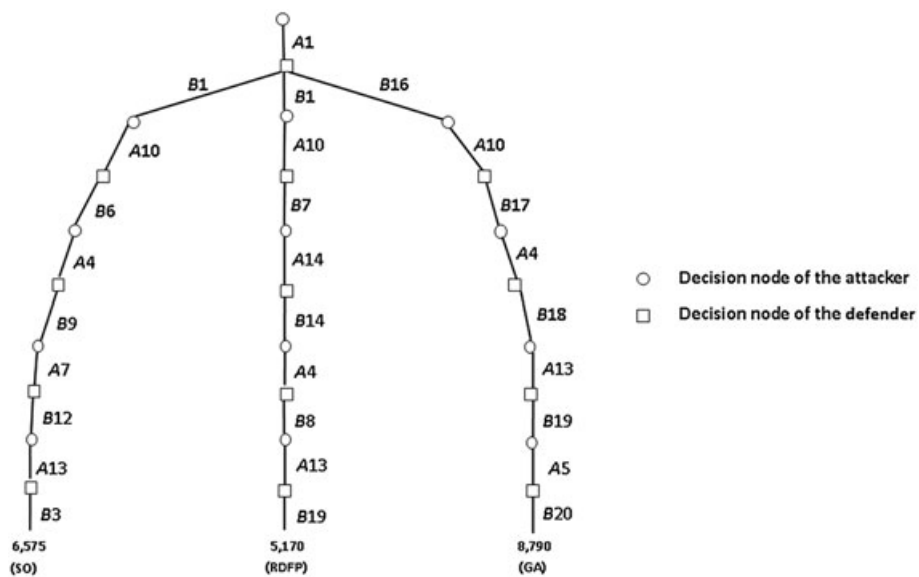 A1
B1
B1
B16
A10
A10
A10
B6
B7
B17
A4
A14
A4
B9
B14
B18
A7
A4
A13
B12
B8
B19
A13
A13
A5
B3
B19
B20
6,575
(SO)
5,170
(RDFP)
8,790
(GA)
Decision node of the attacker
Decision node of the defender